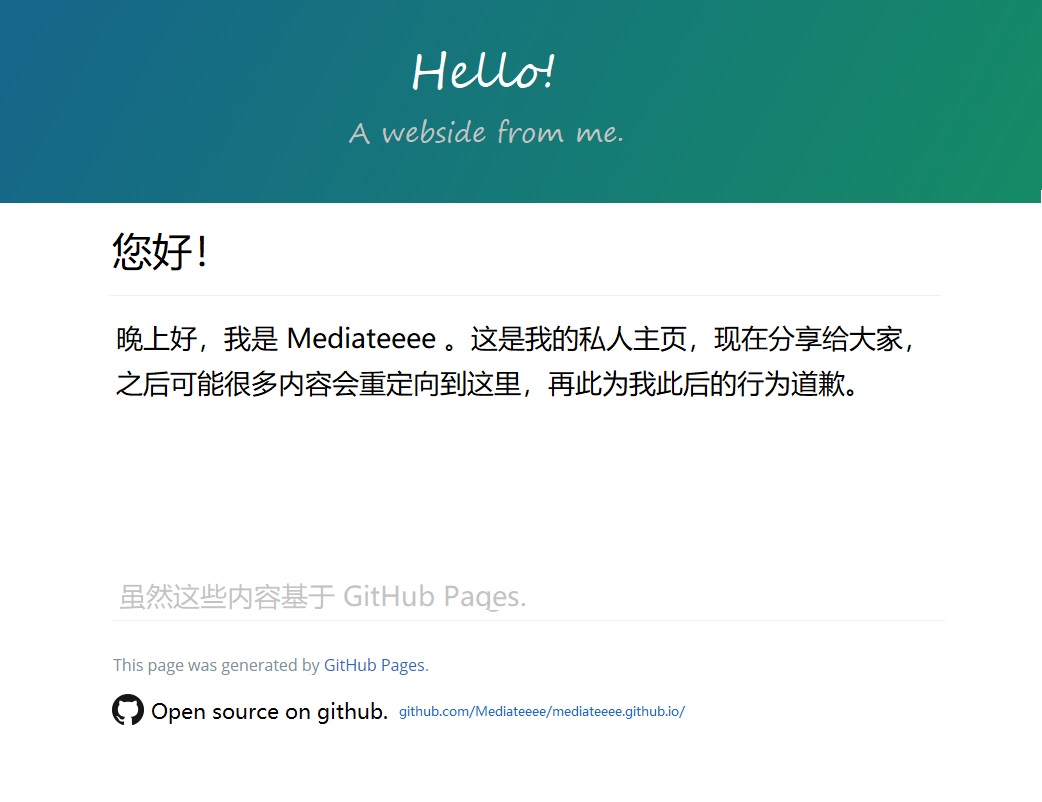 Hello!
A webside from me.
您好！
晚上好，我是 Mediateeee 。这是我的私人主页，现在分享给大家，
之后可能很多内容会重定向到这里，再此为我此后的行为道歉。
虽然这些内容基于 GitHub Pages.
This page was generated by GitHub Pages.
Open source on github. github.com/Mediateeee/mediateeee.github.io/